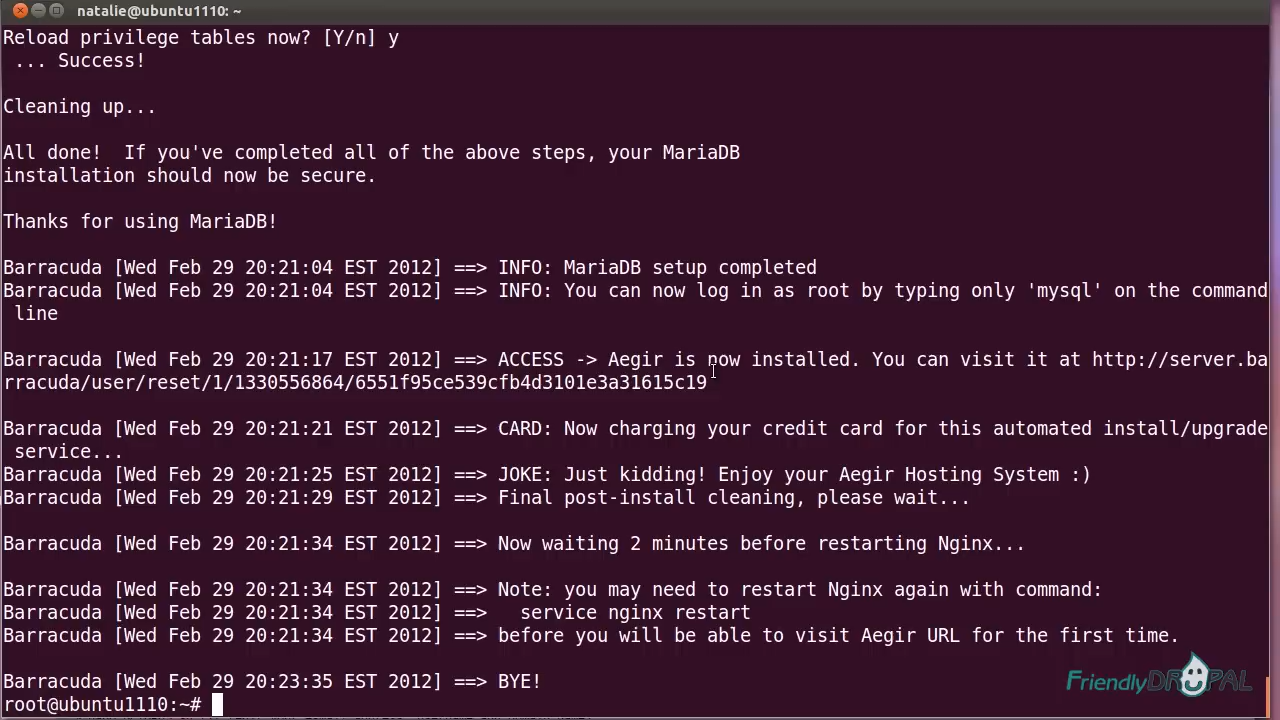 natalie@ubuntu1110: ~
Reload privilege tables now? [Y/n] y
... Success!
Cleaning up...
All done!  If you've completed all of the above steps, your MariaDB
installation should now be secure.
Thanks for using MariaDB!
Barracuda [Wed Feb 29 20:21:04 EST 2012] ==> INFO: MariaDB setup completed
Barracuda [Wed Feb 29 20:21:04 EST 2012] ==> INFO: You can now log in as root by typing only 'mysql' on the command
line
Barracuda [Wed Feb 29 20:21:17 EST 2012] ==> ACCESS -> Aegir is now installed. You can visit it at http://server.ba
rracuda/user/reset/1/1330556864/6551f95ce539cfb4d3101e3a31615c19
Barracuda [Wed Feb 29 20:21:21 EST 2012] ==> CARD: Now charging your credit card for this automated install/upgrade
service...
Barracuda [Wed Feb 29 20:21:25 EST 2012] ==> JOKE: Just kidding! Enjoy your Aegir Hosting System :)
Barracuda [Wed Feb 29 20:21:29 EST 2012] ==> Final post-install cleaning, please wait...
Barracuda [Wed Feb 29 20:21:34 EST 2012] ==> Now waiting 2 minutes before restarting Nginx...
Barracuda [Wed Feb 29 20:21:34 EST 2012] ==> Note: you may need to restart Nginx again with command:
Barracuda [Wed Feb 29 20:21:34 EST 2012] ==>   service nginx restart
Barracuda [Wed Feb 29 20:21:34 EST 2012] ==> before you will be able to visit Aegir URL for the first time.
Barracuda [Wed Feb 29 20:23:35 EST 2012] ==> BYE!
root@ubuntu1110:~#
FriendlyDRUPAL